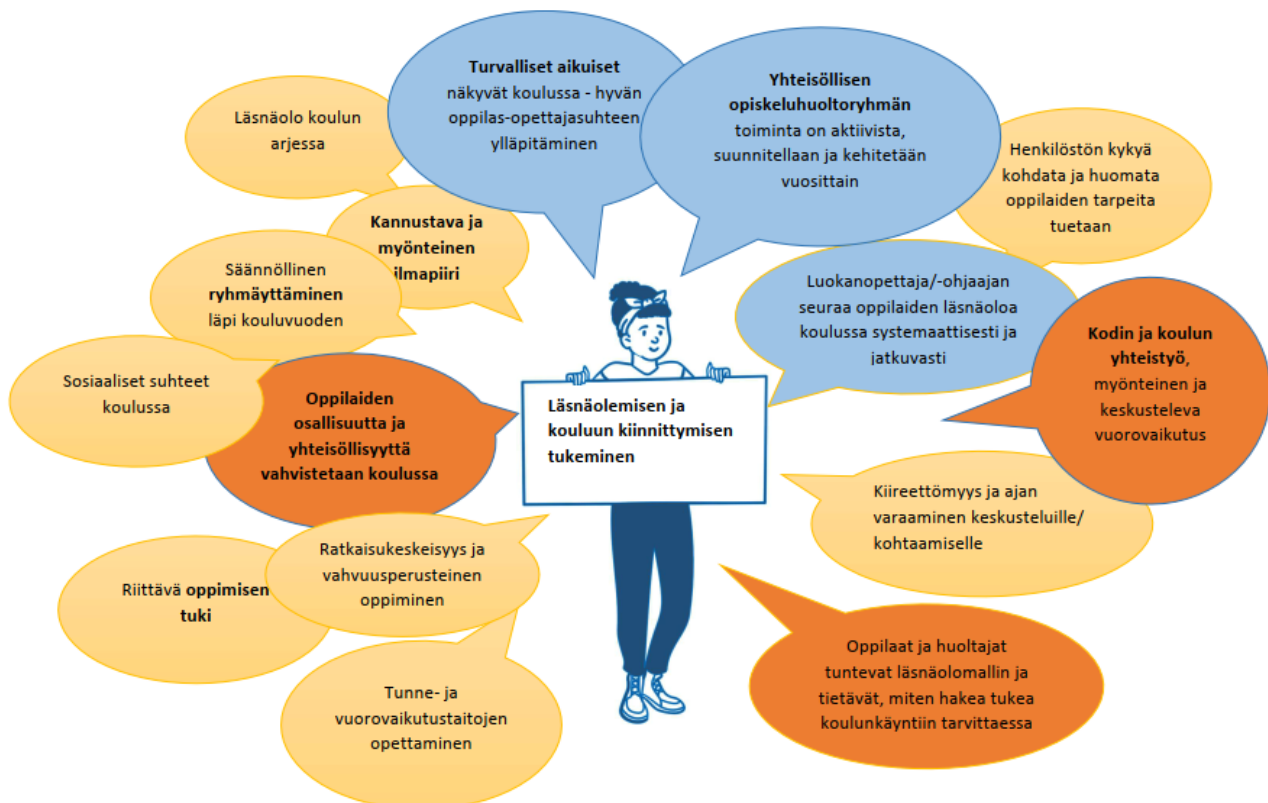 Turvalliset aikuiset
näkyvät koulussa - hyvän
oppilas-opettajasuhteen
ylläpitäminen
Yhteisöllisen
opiskeluhuoltoryhmän
toiminta on aktiivista,
suunnitellaan ja kehitetään
vuosittain
Läsnäolo koulun
arjessa
Henkilöstön kykyä
kohdata ja huomata
oppilaiden tarpeita
tuetaan
Kannustava ja
myönteinen
ilmapiiri
Säännöllinen
ryhmäyttäminen
läpi kouluvuoden
Luokanopettaja/-ohjaajan
seuraa oppilaiden läsnäoloa
koulussa systemaattisesti ja
jatkuvasti
Kodin ja koulun
yhteistyö,
myönteinen ja
keskusteleva
vuorovaikutus
Sosiaaliset suhteet
koulussa
Oppilaiden
osallisuutta ja
yhteisöllisyyttä
vahvistetaan koulussa
Läsnäolemisen ja
kouluun kiinnittymisen
tukeminen
Kiireettömyys ja ajan
varaaminen keskusteluille/
kohtaamiselle
Ratkaisukeskeisyys ja
vahvuusperusteinen
oppiminen
Riittävä oppimisen
tuki
Oppilaat ja huoltajat
tuntevat läsnäolomallin ja
tietävät, miten hakea tukea
koulunkäyntiin tarvittaessa
Tunne- ja
vuorovaikutustaitojen
opettaminen